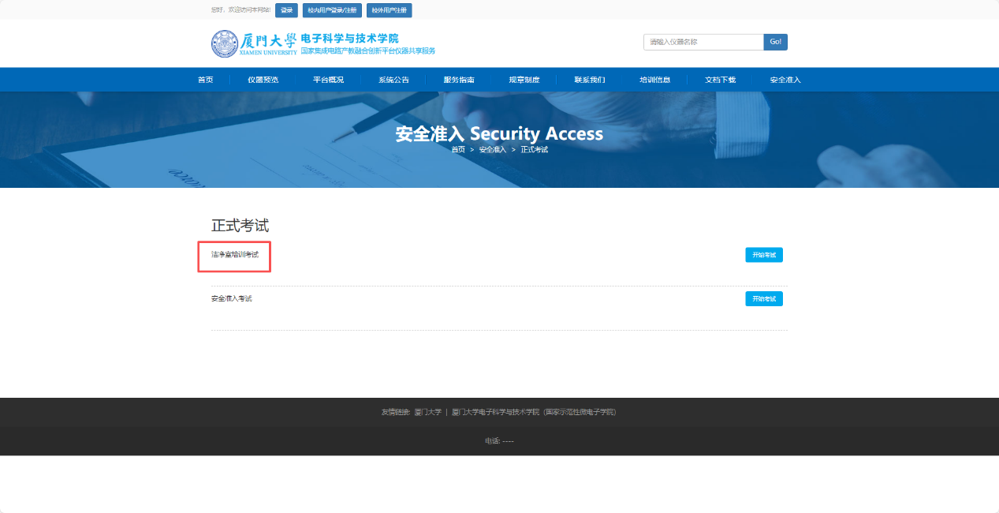 您好，欢迎访问本网站! 登录 校内用户登录/注册 校外用户注册
厦門大學 电子科学与技术学院
XIAMEN UNIVERSITY 国家集成电路产教融合创新平台仪器共享服务
请输入仪器名称 Go!
首页 仪器预览 平台概况 系统公告 服务指南 规章制度 联系我们 培训信息 文档下载 安全准入
安全准入 Security Access
首页 > 安全准入 > 正式考试
正式考试
洁净室培训考试 开始考试
安全准入考试 开始考试
友情链接: 厦门大学 | 厦门大学电子科学与技术学院（国家示范性微电子学院）
电话: ----